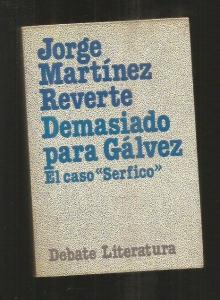 Jorge
Martínez
Reverte
Demasiado
para Gálvez
El caso "Serfico"
Debate Literatura